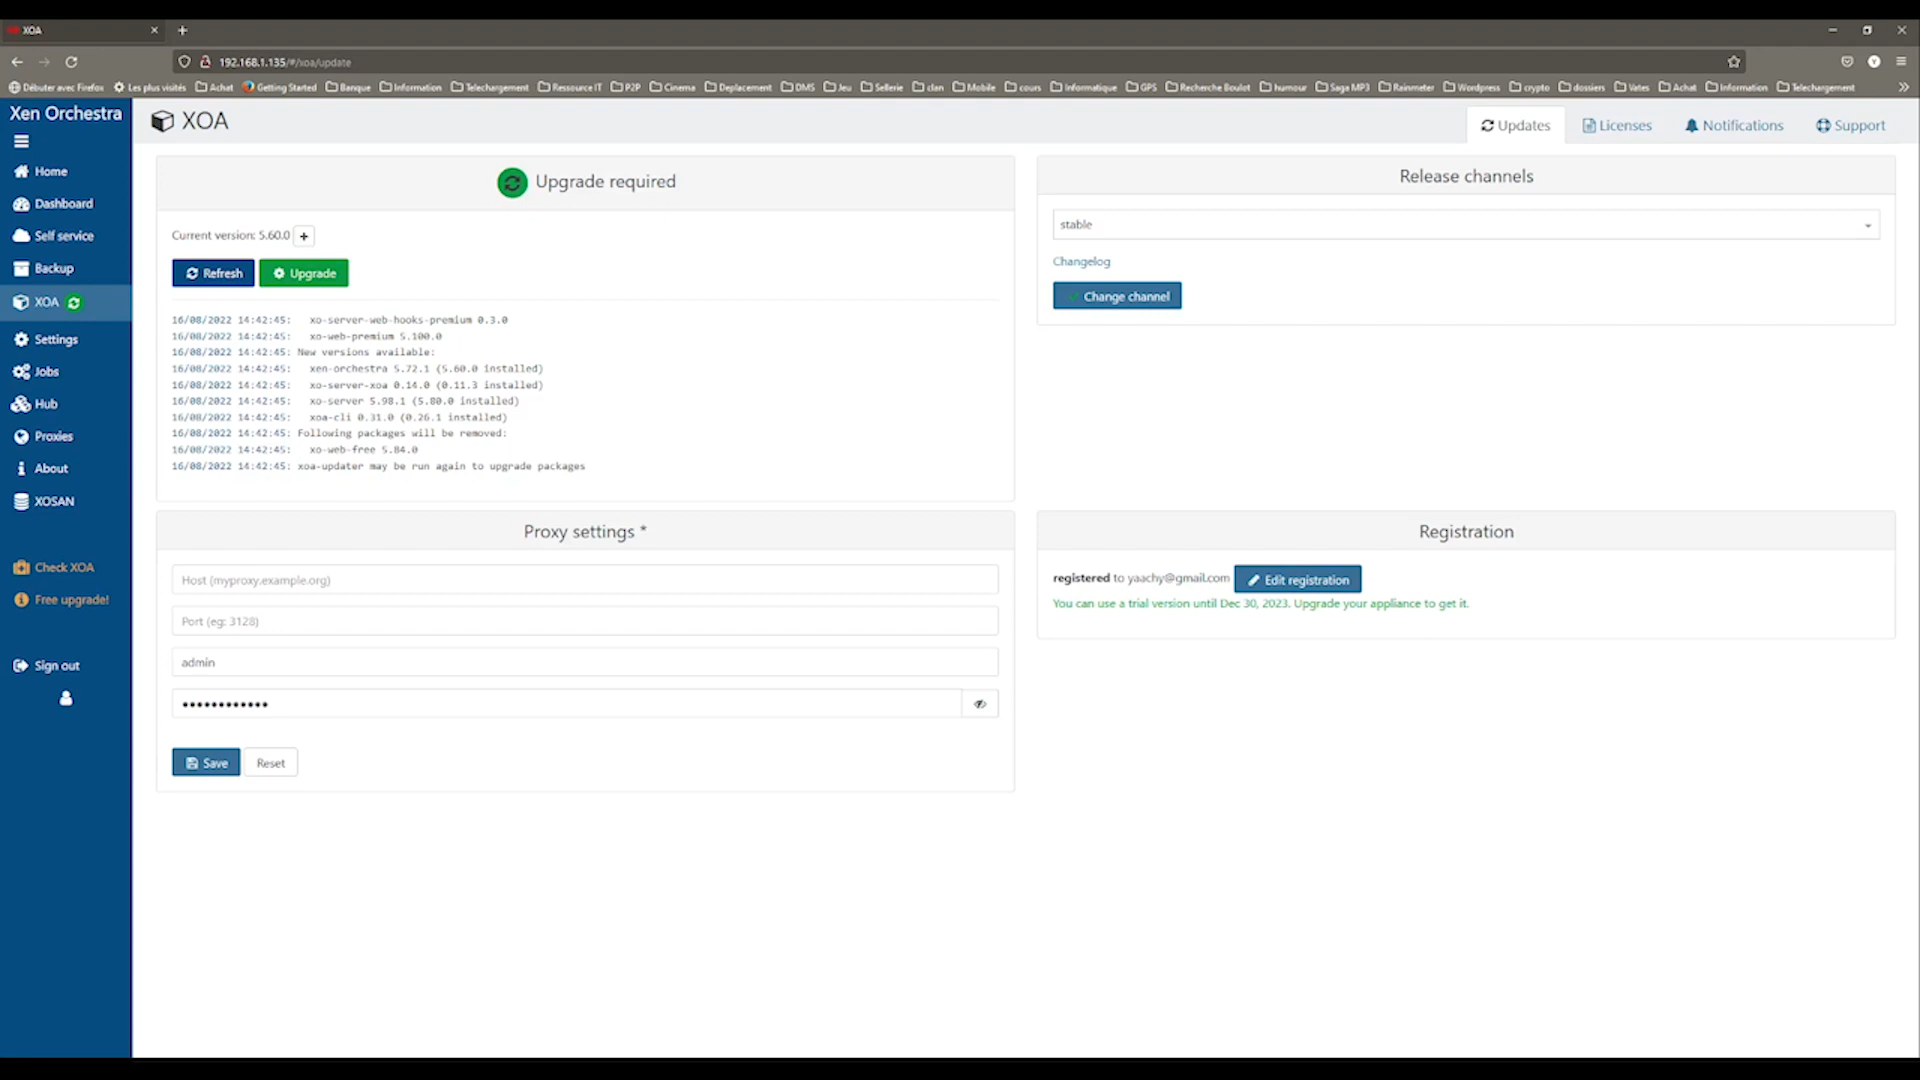 XOA
192.168.1.135/#/xoa/update
Débuter avec Firefox Les plus visités Achat Getting Started Banque Information Telechargement Ressource IT P2P Cinema Deplacement DMS Jeu Sellerie clan Mobile cours Informatique GPS Recherche Boulot humour Saga MP3 Rainmeter Wordpress crypto dossiers Vates Achat Information Telechargement
Xen Orchestra
Home
Dashboard
Self service
Backup
XOA
Settings
Jobs
Hub
Proxies
About
XOSAN
Check XOA
Free upgrade!
Sign out
XOA
Updates Licenses Notifications Support
Upgrade required
Current version: 5.60.0 +
Refresh Upgrade
16/08/2022 14:42:45: xo-server-web-hooks-premium 0.3.0
16/08/2022 14:42:45: xo-web-premium 5.100.0
16/08/2022 14:42:45: New versions available:
16/08/2022 14:42:45: xen-orchestra 5.72.1 (5.60.0 installed)
16/08/2022 14:42:45: xo-server-xoa 0.14.0 (0.11.3 installed)
16/08/2022 14:42:45: xo-server 5.98.1 (5.80.0 installed)
16/08/2022 14:42:45: xoa-cli 0.31.0 (0.26.1 installed)
16/08/2022 14:42:45: Following packages will be removed:
16/08/2022 14:42:45: xo-web-free 5.84.0
16/08/2022 14:42:45: xoa-updater may be run again to upgrade packages
Release channels
stable
Changelog
Change channel
Proxy settings *
Host (myproxy.example.org)
Port (eg: 3128)
admin
••••••••••••
Save Reset
Registration
registered to yaachy@gmail.com Edit registration
You can use a trial version until Dec 30, 2023. Upgrade your appliance to get it.